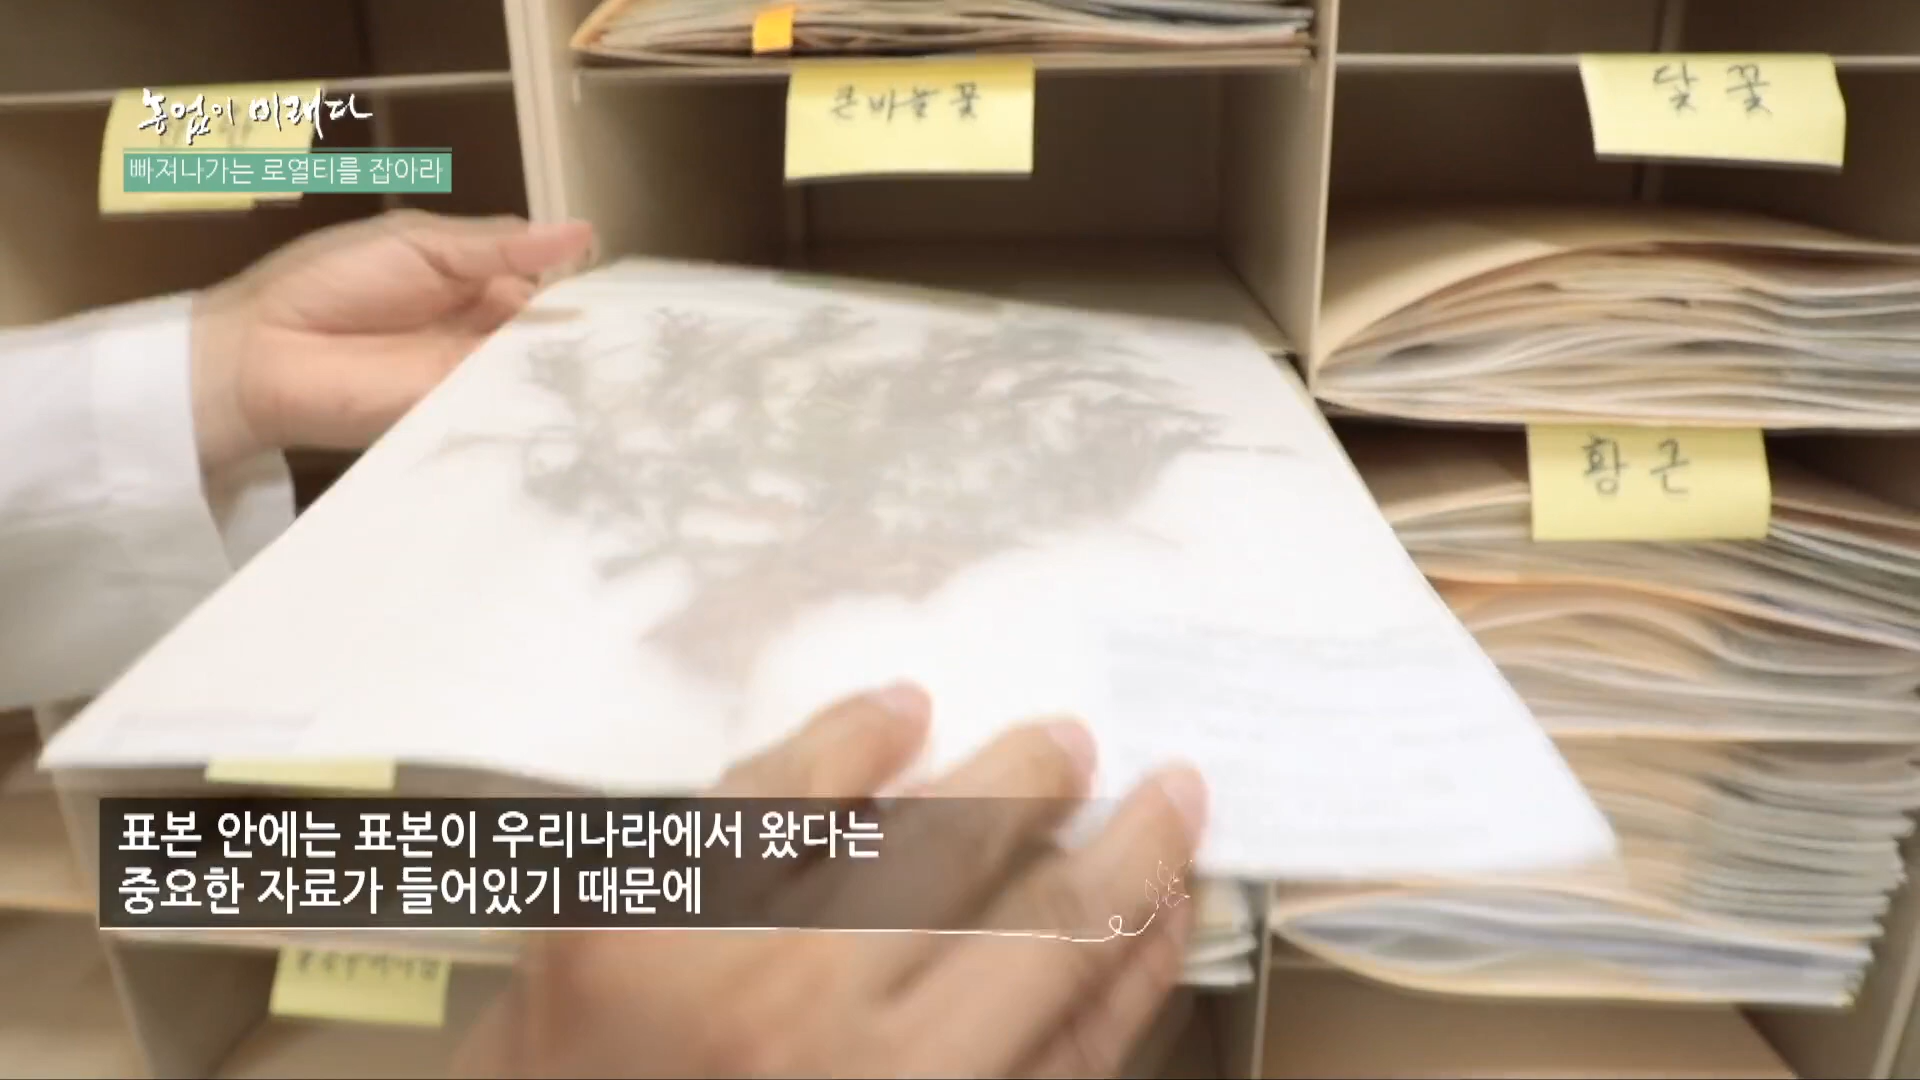 농업이 미래다
빠져나가는 로열티를 잡아라
큰바늘꽃
닻꽃
황근
표본 안에는 표본이 우리나라에서 왔다는
중요한 자료가 들어있기 때문에